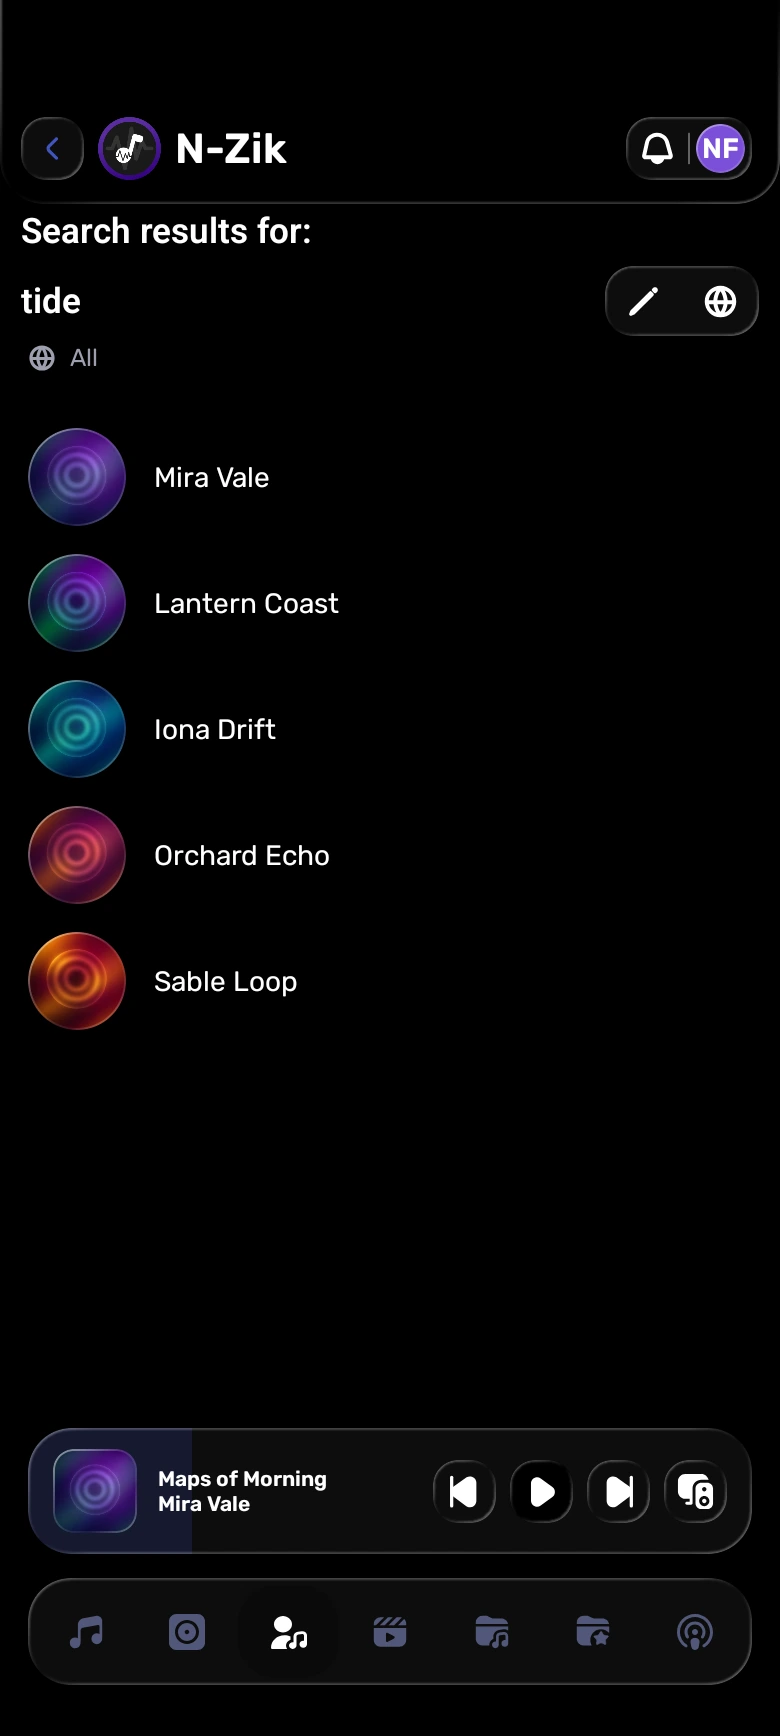 N-Zik
NF
Search results for:
tide
All
Mira Vale
Lantern Coast
Iona Drift
Orchard Echo
Sable Loop
Maps of Morning
Mira Vale